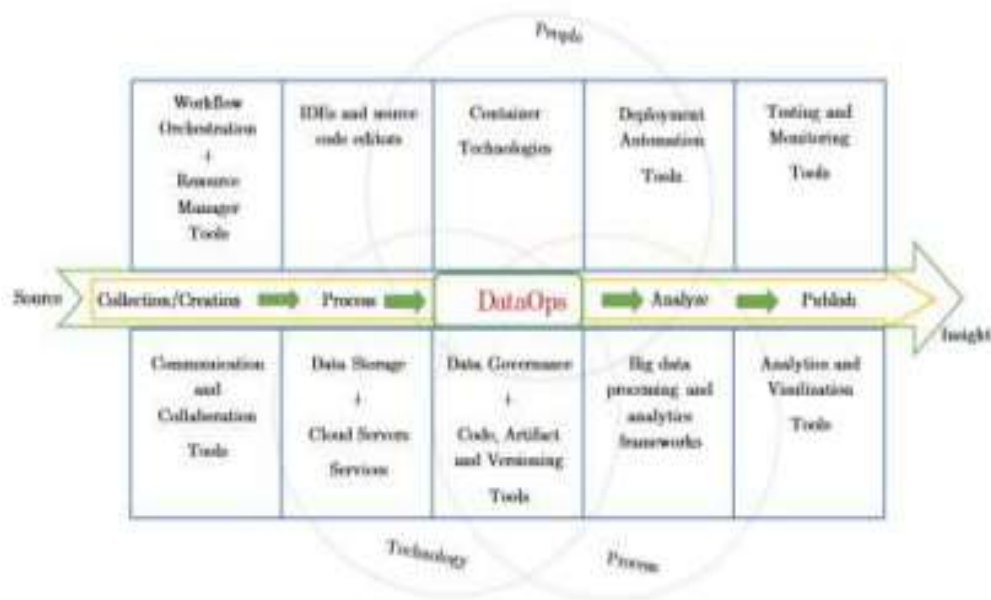 People
Workflow
Orchestration
+
Resource
Manager
Tools
IDEs and source
code editors
Container
Technologies
Deployment
Automation
Tools
Testing and
Monitoring
Tools
Source
Collection/Creation
Process
DataOps
Analyze
Publish
Insight
Communication
and
Collaboration
Tools
Data Storage
+
Cloud Servers
Services
Data Governance
+
Code, Artifact
and Versioning
Tools
Big data
processing and
analytics
frameworks
Analytics and
Tools
Technology
Process